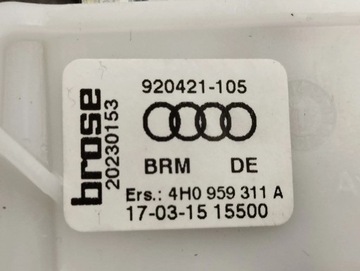 brose
20230153
920421-105
BRM DE
Ers.: 4H0 959 311 A
17-03-15 15500